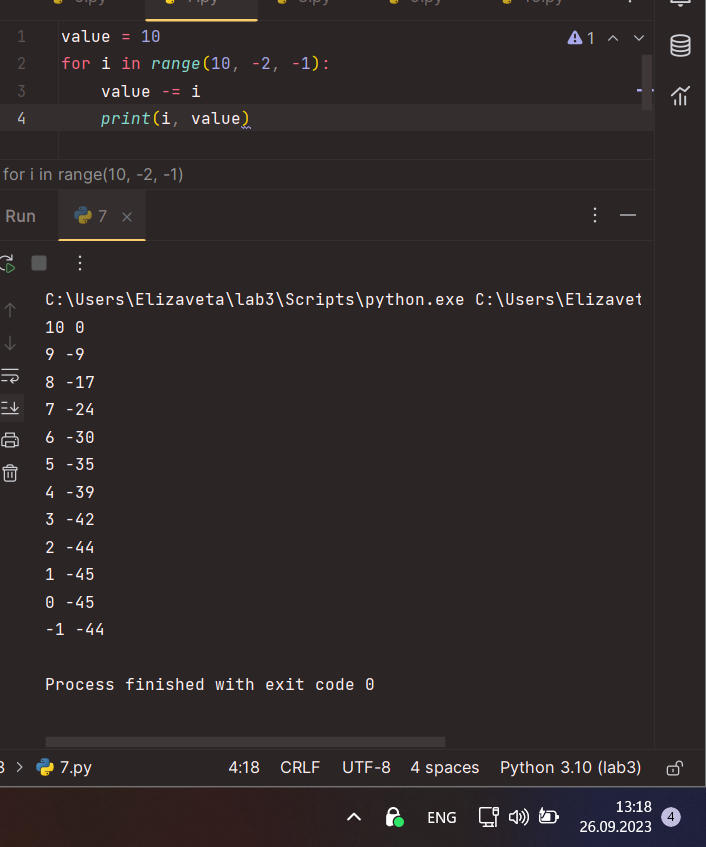 1 value = 10
2 for i in range(10, -2, -1):
3 value -= i
4 print(i, value)
1
for i in range(10, -2, -1)
Run 7
C:\Users\Elizaveta\lab3\Scripts\python.exe C:\Users\Elizavet
10 0
9 -9
8 -17
7 -24
6 -30
5 -35
4 -39
3 -42
2 -44
1 -45
0 -45
-1 -44
Process finished with exit code 0
7.py 4:18 CRLF UTF-8 4 spaces Python 3.10 (lab3)
ENG
13:18
26.09.2023
4